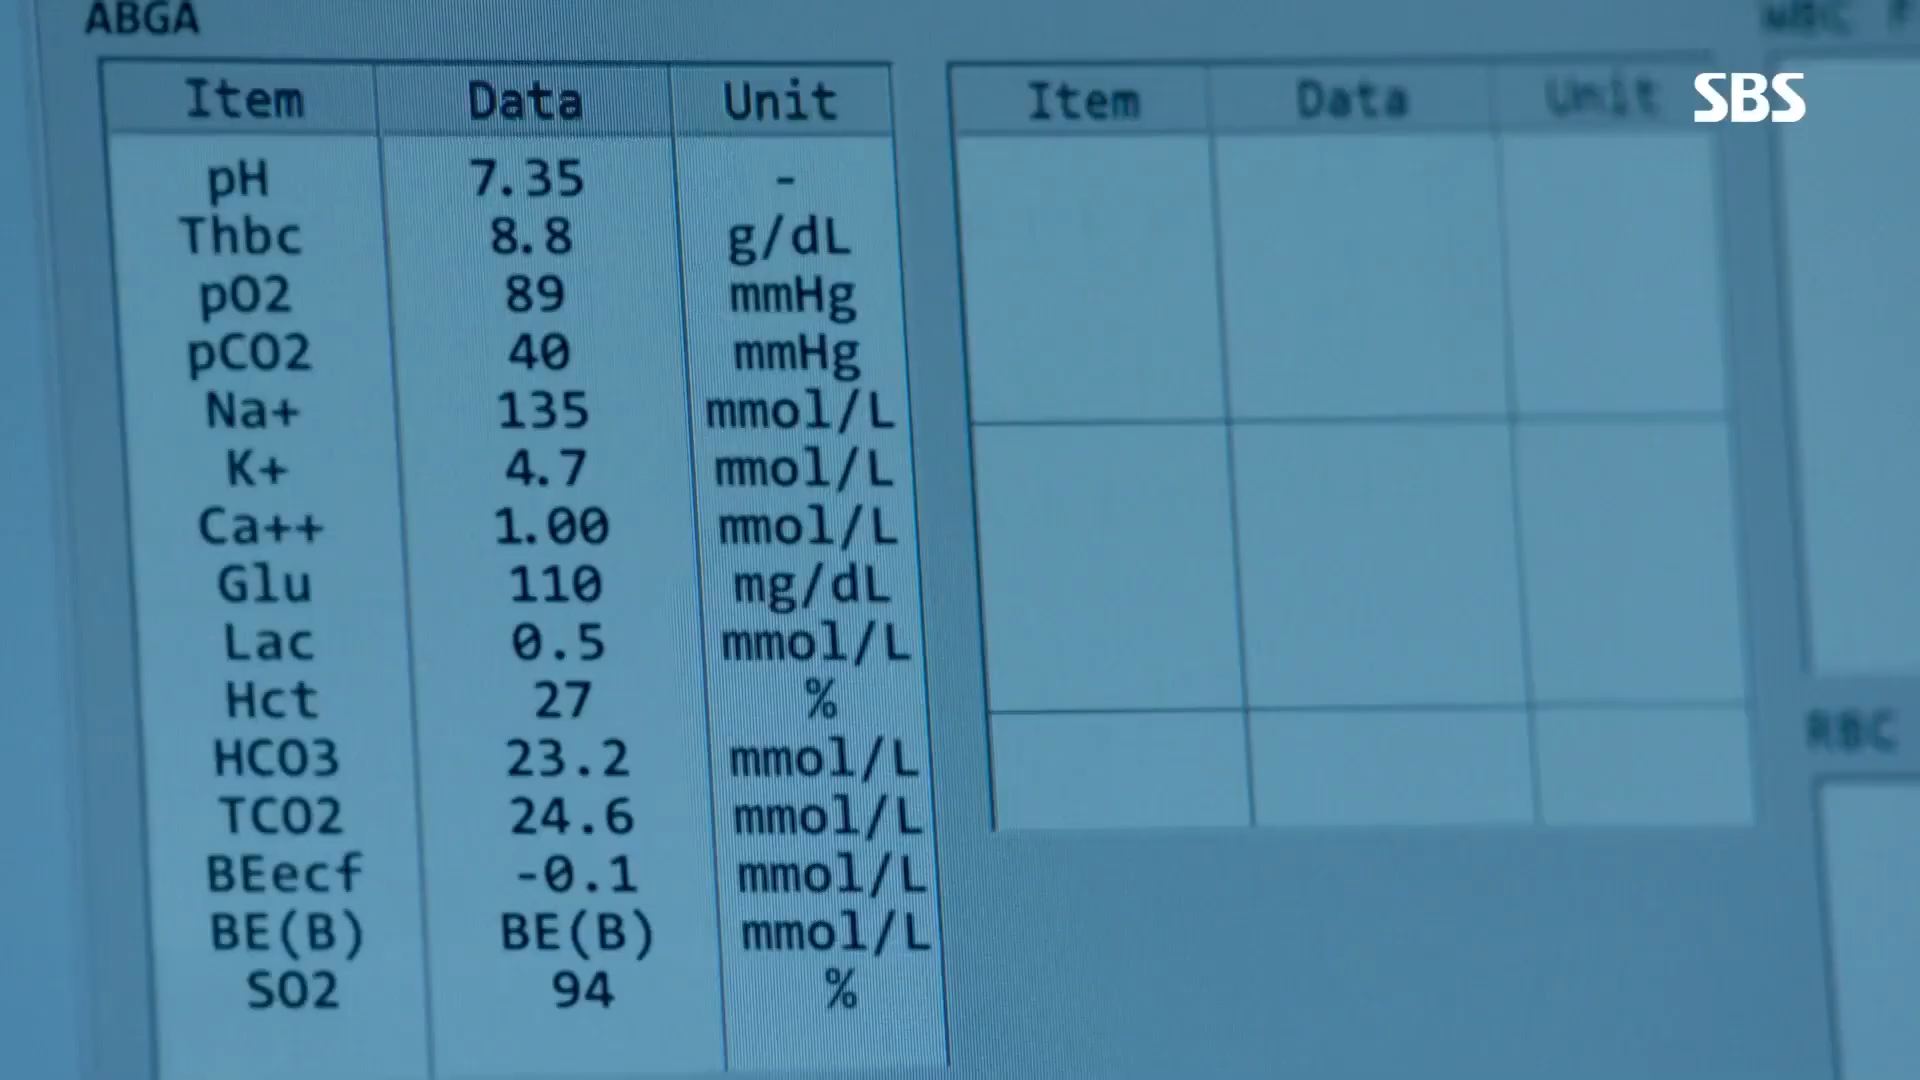 ABGA
Item Data Unit
pH 7.35 -
Thbc 8.8 g/dL
pO2 89 mmHg
pCO2 40 mmHg
Na+ 135 mmol/L
K+ 4.7 mmol/L
Ca++ 1.00 mmol/L
Glu 110 mg/dL
Lac 0.5 mmol/L
Hct 27 %
HCO3 23.2 mmol/L
TCO2 24.6 mmol/L
BEecf -0.1 mmol/L
BE(B) BE(B) mmol/L
SO2 94 %
Item Data Unit
SBS
WBC
RBC